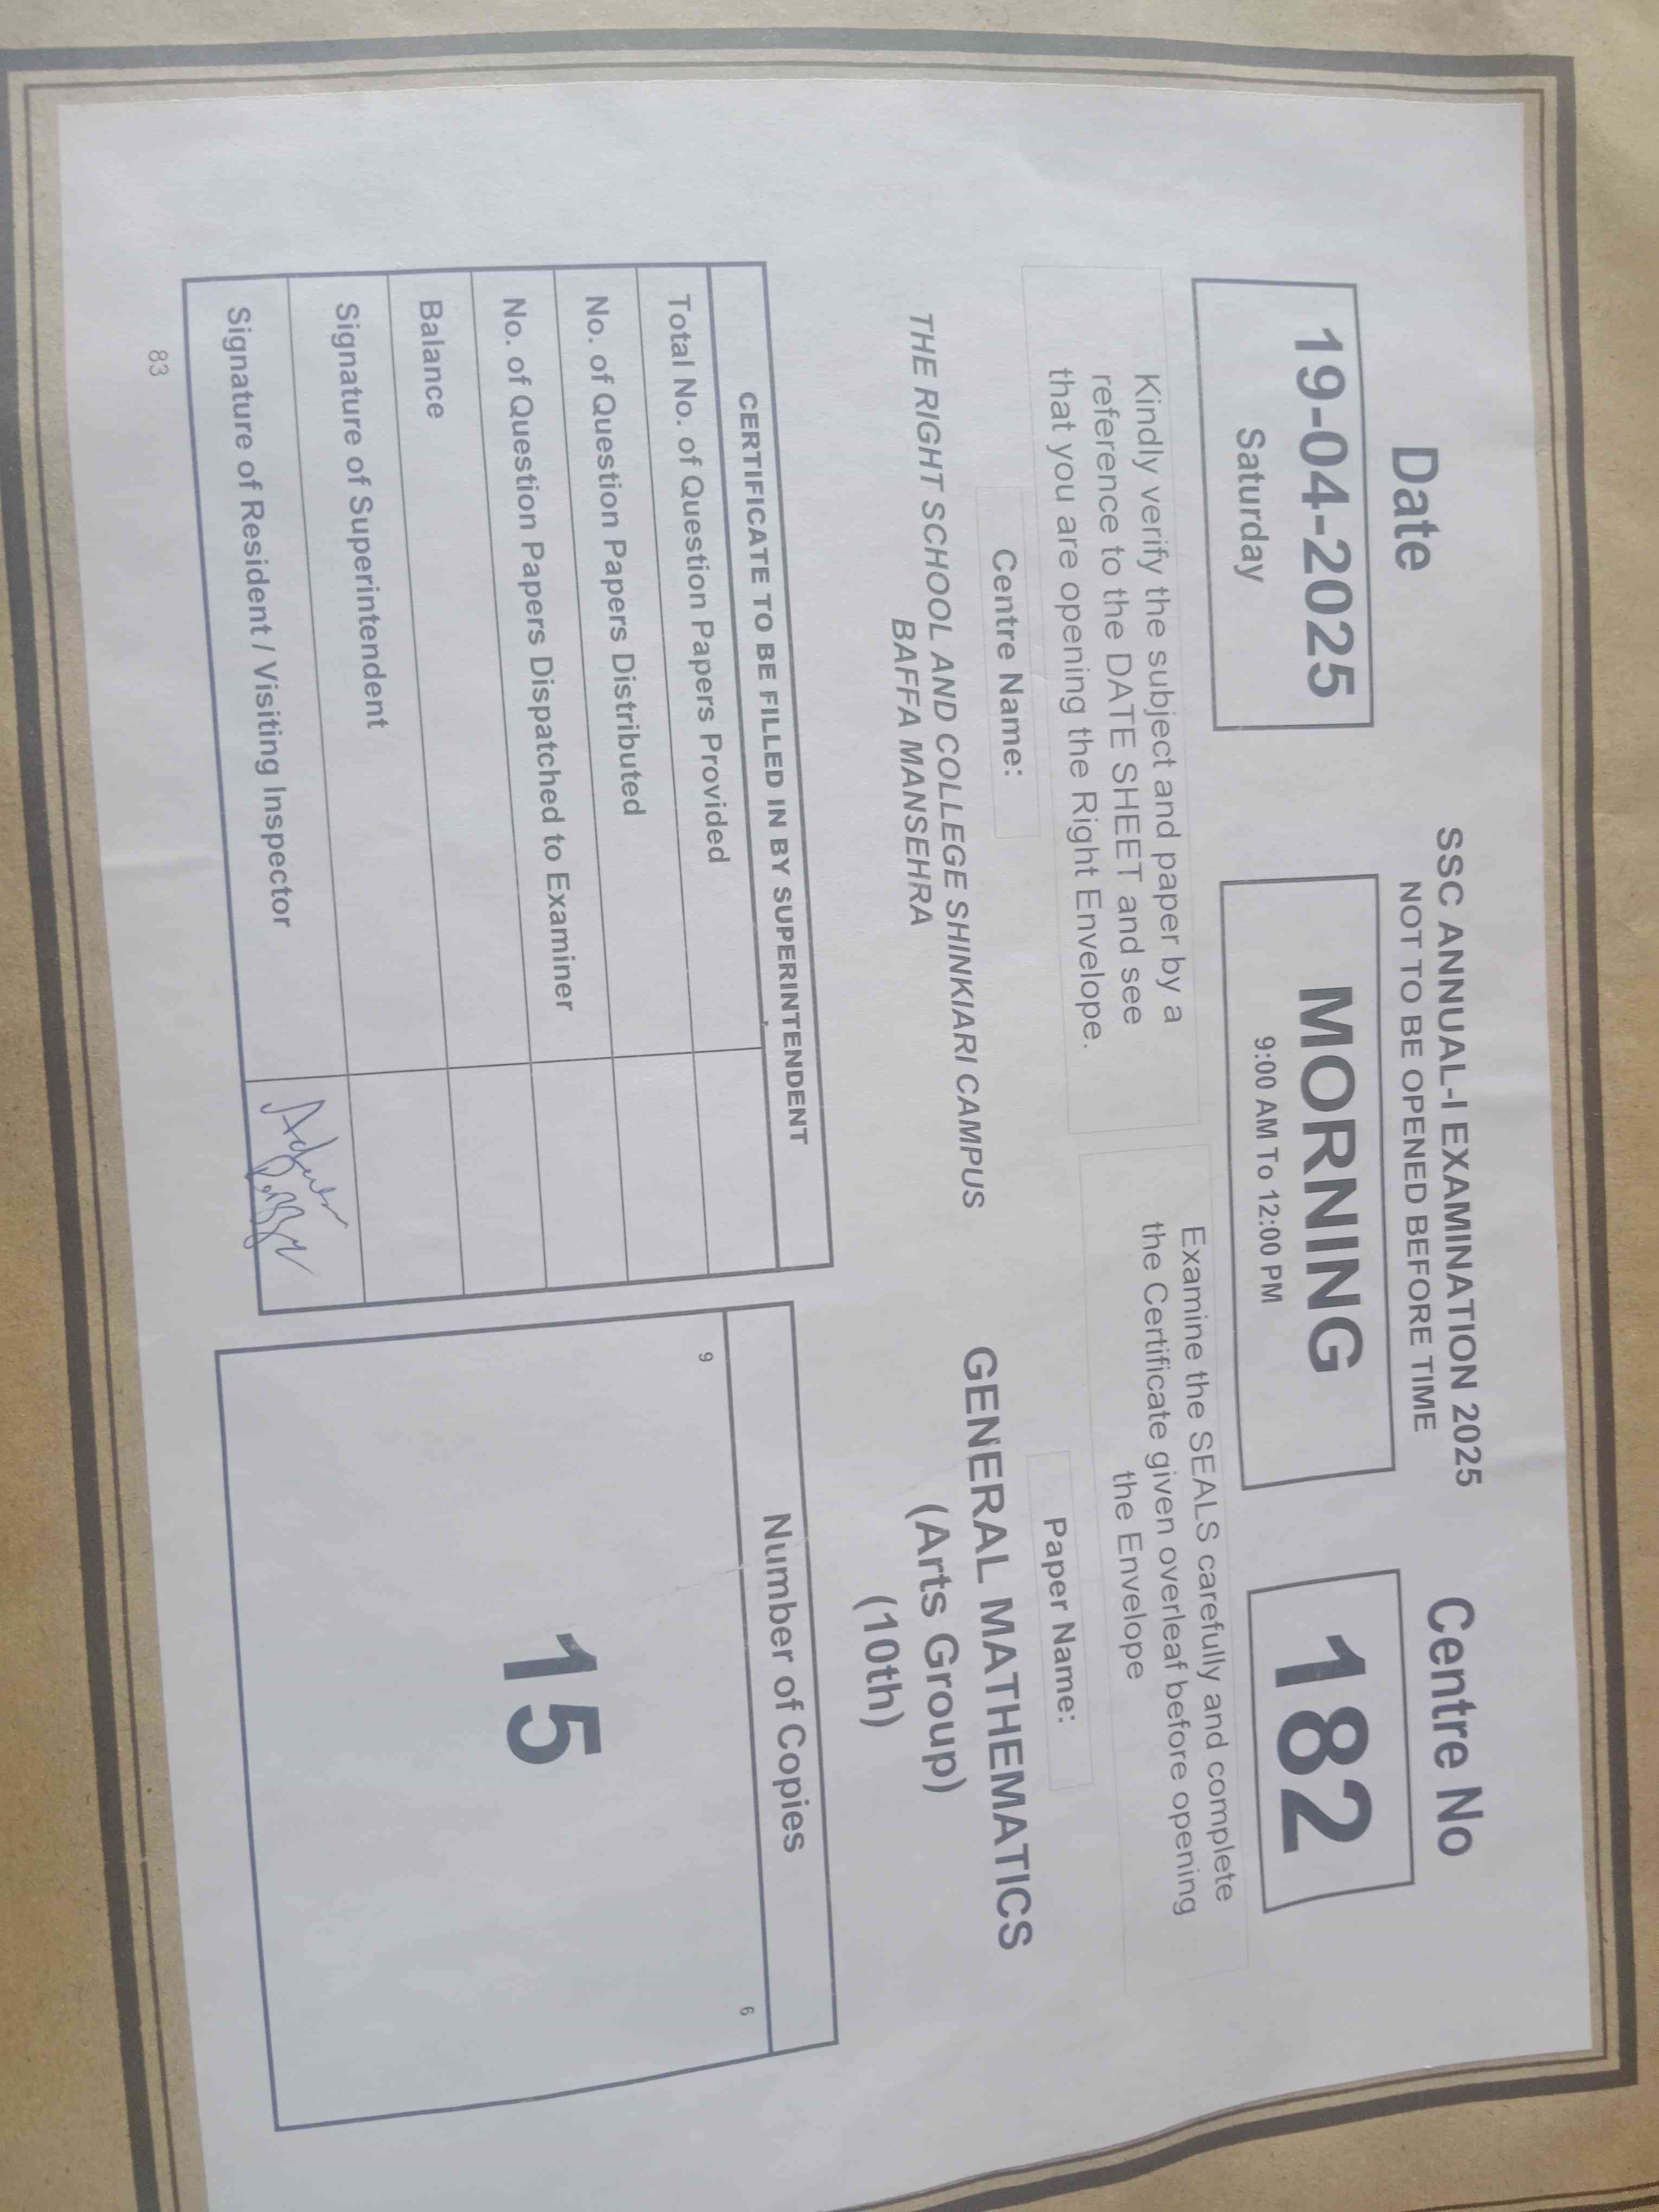 SSC ANNUAL-I EXAMINATION 2025
NOT TO BE OPENED BEFORE TIME
Date
Centre No
19-04-2025
Saturday
MORNING
9:00 AM To 12:00 PM
182
Kindly verify the subject and paper by a
reference to the DATE SHEET and see
that you are opening the Right Envelope.
Examine the SEALS carefully and complete
the Certificate given overleaf before opening
the Envelope
Centre Name:
THE RIGHT SCHOOL AND COLLEGE SHINKIARI CAMPUS
BAFFA MANSEHRA
Paper Name:
GENERAL MATHEMATICS
(Arts Group)
(10th)
CERTIFICATE TO BE FILLED IN BY SUPERINTENDENT
Total No. of Question Papers Provided
No. of Question Papers Distributed
No. of Question Papers Dispatched to Examiner
Balance
Signature of Superintendent
Signature of Resident / Visiting Inspector
Number of Copies
9
6
15
83